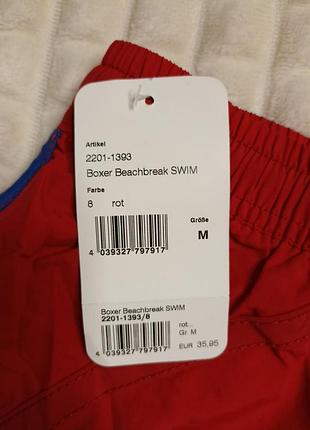 Artikel
2201-1393
Boxer Beachbreak SWIM
Farbe
8 rot
Größe
M
4 039327 797917
Boxer Beachbreak SWIM
2201-1393/8
rot...
Gr. M
4 039327 797917
EUR 35,95